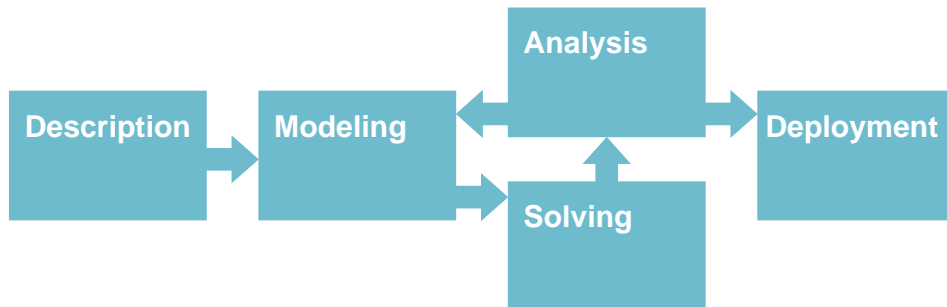 Description
Modeling
Analysis
Solving
Deployment